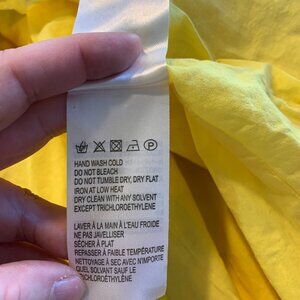 HAND WASH COLD
DO NOT BLEACH
DO NOT TUMBLE DRY, DRY FLAT
IRON AT LOW HEAT
DRY CLEAN WITH ANY SOLVENT
EXCEPT TRICHLOROETHYLENE
LAVER À LA MAIN À L'EAU FROIDE
NE PAS JAVELLISER
SÉCHER À PLAT
REPASSER À FAIBLE TEMPÉRATURE
NETTOYAGE À SEC AVEC N'IMPORTE
QUEL SOLVANT SAUF LE
TRICHLOROÉTHYLÈNE